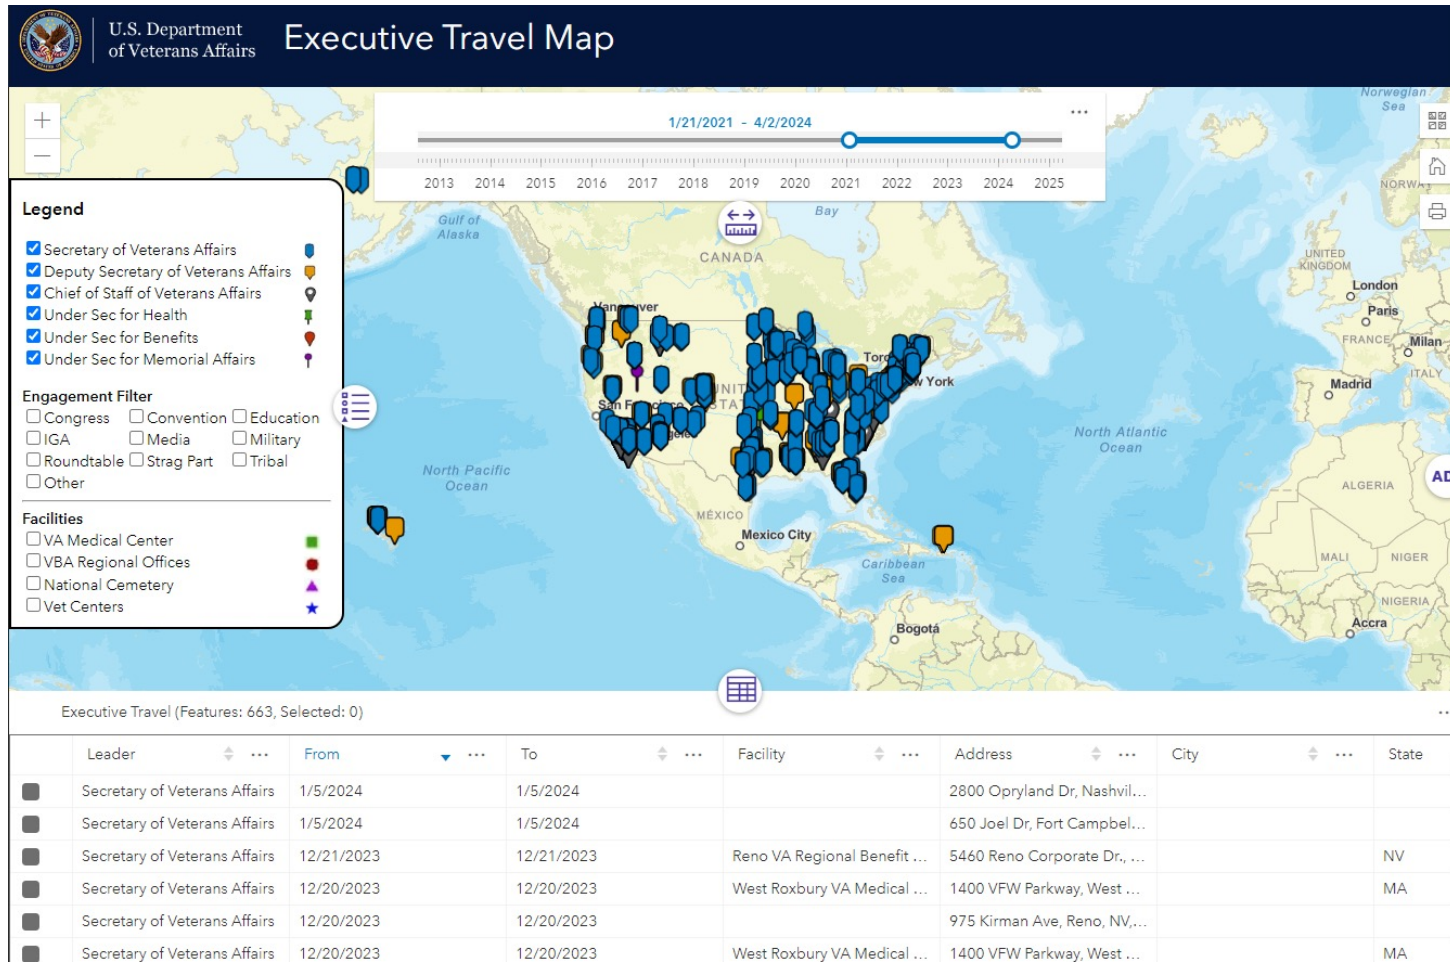 U.S. Department
of Veterans Affairs
Executive Travel Map
Norwegian
Sea
1/21/2021 - 4/2/2024
2013 2014 2015 2016 2017 2018 2019 2020 2021 2022 2023 2024 2025
NORWA
Legend
Secretary of Veterans Affairs
Deputy Secretary of Veterans Affairs
Chief of Staff of Veterans Affairs
Under Sec for Health
Under Sec for Benefits
Under Sec for Memorial Affairs
Engagement Filter
Congress Convention Education
IGA Media Military
Roundtable Strag Part Tribal
Other
Facilities
VA Medical Center
VBA Regional Offices
National Cemetery
Vet Centers
Gulf of
Alaska
Bay
CANADA
UNITED
KINGDOM
London
Paris
FRANCE
Milan
ITALY
Madrid
Vancouver
York
North Pacific
Ocean
North Atlantic
Ocean
AD
ALGERIA
MÉXICO
Mexico City
MALI
NIGER
Caribbean
Sea
NIGERIA
Accra
Bogotá
Executive Travel (Features: 663, Selected: 0)
Leader From To Facility Address City State
Secretary of Veterans Affairs 1/5/2024 1/5/2024 2800 Opryland Dr, Nashvil...
Secretary of Veterans Affairs 1/5/2024 1/5/2024 650 Joel Dr, Fort Campbel...
Secretary of Veterans Affairs 12/21/2023 12/21/2023 Reno VA Regional Benefit ... 5460 Reno Corporate Dr., ... NV
Secretary of Veterans Affairs 12/20/2023 12/20/2023 West Roxbury VA Medical ... 1400 VFW Parkway, West ... MA
Secretary of Veterans Affairs 12/20/2023 12/20/2023 975 Kirman Ave, Reno, NV,...
Secretary of Veterans Affairs 12/20/2023 12/20/2023 West Roxbury VA Medical ... 1400 VFW Parkway, West ... MA